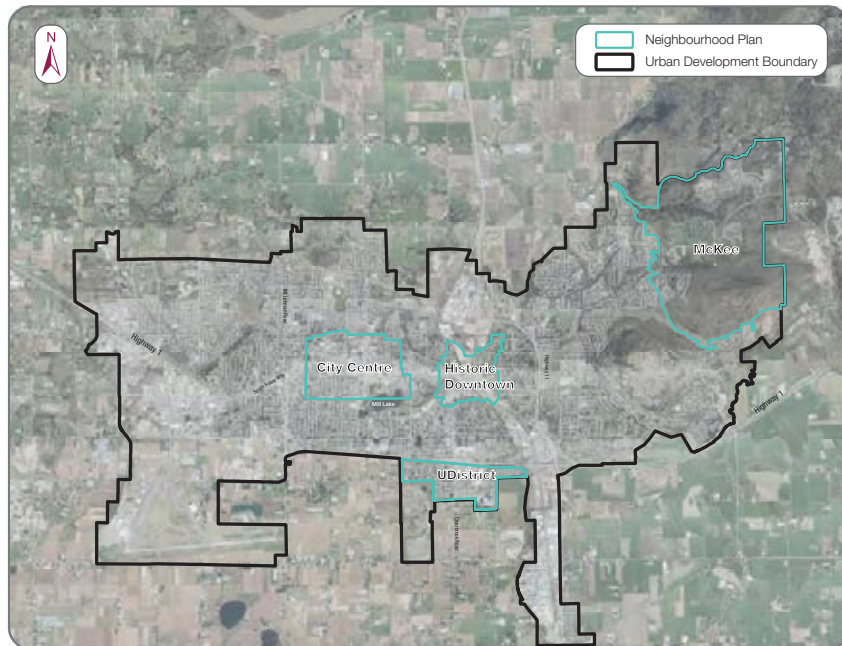 N
Neighbourhood Plan
Urban Development Boundary
McKee
Highway 1
City Centre
Historic
Downtown
Highway 11
Mill Lake
Highway 1
UDistrict